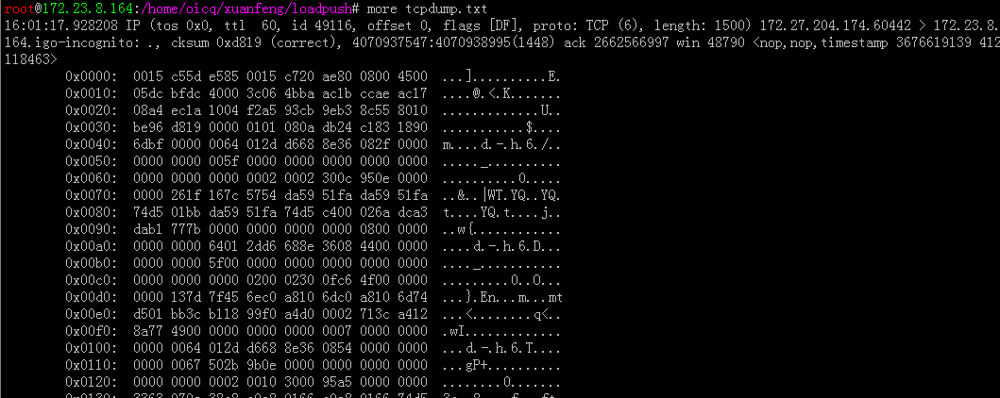 root@172.23.8.164:/home/oicq/xuanfeng/loadpush# more tcpdump.txt
16:01:17.928208 IP (tos 0x0, ttl  60, id 49116, offset 0, flags [DF], proto: TCP (6), length: 1500) 172.27.204.174.60442 > 172.23.8.
164.igo-incognito: ., cksum 0xd819 (correct), 4070937547:4070938995(1448) ack 2662566997 win 48790 <nop,nop,timestamp 3676619139 412
118463>
0x0000:  0015 c55d e585 0015 c720 ae80 0800 4500  ...]..........E.
0x0010:  05dc bfdc 4000 3c06 4bba ac1b ccae ac17  ....@.<.K.......
0x0020:  08a4 ec1a 1004 f2a5 93cb 9eb3 8c55 8010  .............U..
0x0030:  be96 d819 0000 0101 080a db24 c183 1890  ...........$....
0x0040:  6dbf 0000 0064 012d d668 8e36 082f 0000  m....d.-.h.6./..
0x0050:  0000 0000 005f 0000 0000 0000 0000 0000  ....._..........
0x0060:  0000 0000 0000 0002 0002 300c 950e 0000  ..........0.....
0x0070:  0000 261f 167c 5754 da59 51fa da59 51fa  ..&..|WT.YQ..YQ.
0x0080:  74d5 01bb da59 51fa 74d5 c400 026a dca3  t....YQ.t....j..
0x0090:  dab1 777b 0000 0000 0000 0000 0800 0000  ..w{............
0x00a0:  0000 0000 6401 2dd6 688e 3608 4400 0000  ....d.-.h.6.D...
0x00b0:  0000 0000 5f00 0000 0000 0000 0000 0000  ...._...........
0x00c0:  0000 0000 0000 0200 0230 0fc6 4f00 0000  .........0..O...
0x00d0:  0000 137d 7f45 6ec0 a810 6dc0 a810 6d74  ...}.En...m...mt
0x00e0:  d501 bb3c b118 99f0 a4d0 0002 713c a412  ...<........q<..
0x00f0:  8a77 4900 0000 0000 0000 0007 0000 0000  .wI.............
0x0100:  0000 0064 012d d668 8e36 0854 0000 0000  ...d.-.h.6.T....
0x0110:  0000 0067 502b 9b0e 0000 0000 0000 0000  ...gP+..........
0x0120:  0000 0000 0002 0010 3000 95a5 0000 0000  ........0.......